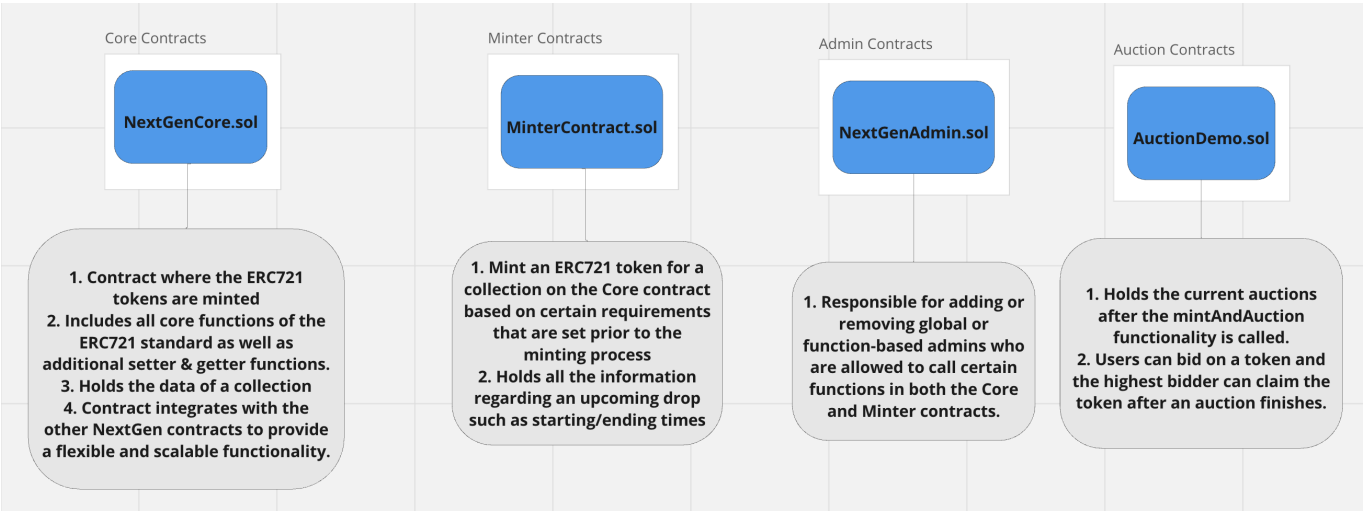 Core Contracts
NextGenCore.sol
1. Contract where the ERC721
tokens are minted
2. Includes all core functions of the
ERC721 standard as well as
additional setter & getter functions.
3. Holds the data of a collection
4. Contract integrates with the
other NextGen contracts to provide
a flexible and scalable functionality.
Minter Contracts
MinterContract.sol
1. Mint an ERC721 token for a
collection on the Core contract
based on certain requirements
that are set prior to the
minting process
2. Holds all the information
regarding an upcoming drop
such as starting/ending times
Admin Contracts
NextGenAdmin.sol
1. Responsible for adding or
removing global or
function-based admins who
are allowed to call certain
functions in both the Core
and Minter contracts.
Auction Contracts
AuctionDemo.sol
1. Holds the current auctions
after the mintAndAuction
functionality is called.
2. Users can bid on a token and
the highest bidder can claim the
token after an auction finishes.